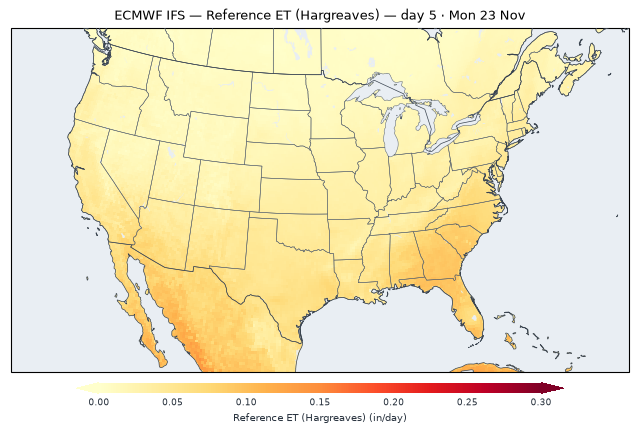 ECMWF IFS — Reference ET (Hargreaves) — day 5 · Mon 23 Nov
0.00 0.05 0.10 0.15 0.20 0.25 0.30
Reference ET (Hargreaves) (in/day)